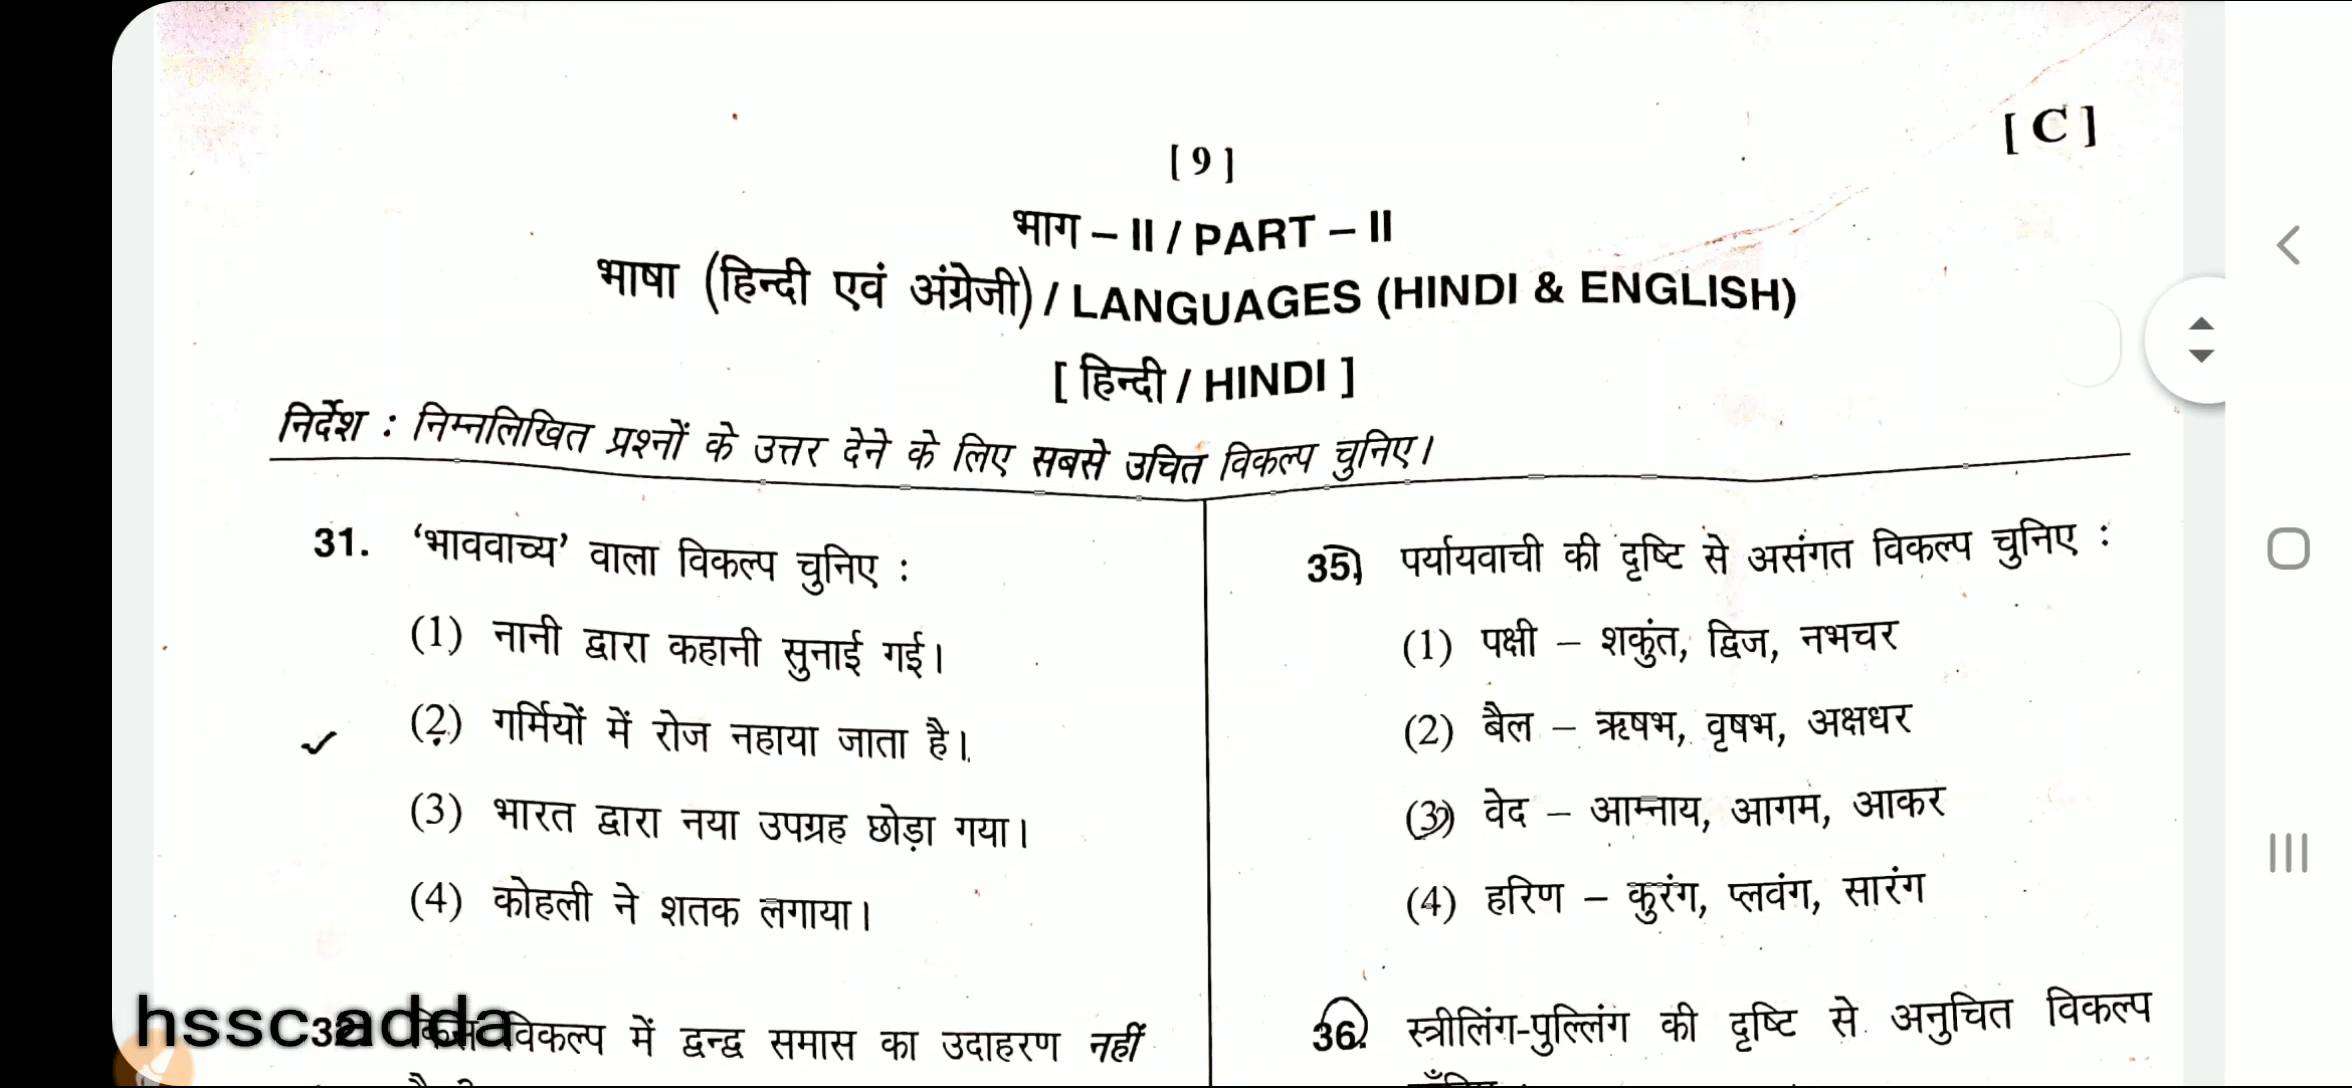 [ C ]
[ 9 ]
भाग – II / PART – II
भाषा (हिन्दी एवं अंग्रेजी) / LANGUAGES (HINDI & ENGLISH)
[ हिन्दी / HINDI ]
निर्देश : निम्नलिखित प्रश्नों के उत्तर देने के लिए सबसे उचित विकल्प चुनिए।
31. ‘भाववाच्य’ वाला विकल्प चुनिए :
(1) नानी द्वारा कहानी सुनाई गई।
(2) गर्मियों में रोज नहाया जाता है।
(3) भारत द्वारा नया उपग्रह छोड़ा गया।
(4) कोहली ने शतक लगाया।
32. विकल्प में द्वन्द्व समास का उदाहरण नहीं
hssc adda
35. पर्यायवाची की दृष्टि से असंगत विकल्प चुनिए :
(1) पक्षी – शकुंत, द्विज, नभचर
(2) बैल – ऋषभ, वृषभ, अक्षधर
(3) वेद – आम्नाय, आगम, आकर
(4) हरिण – कुरंग, प्लवंग, सारंग
36. स्त्रीलिंग-पुल्लिंग की दृष्टि से अनुचित विकल्प